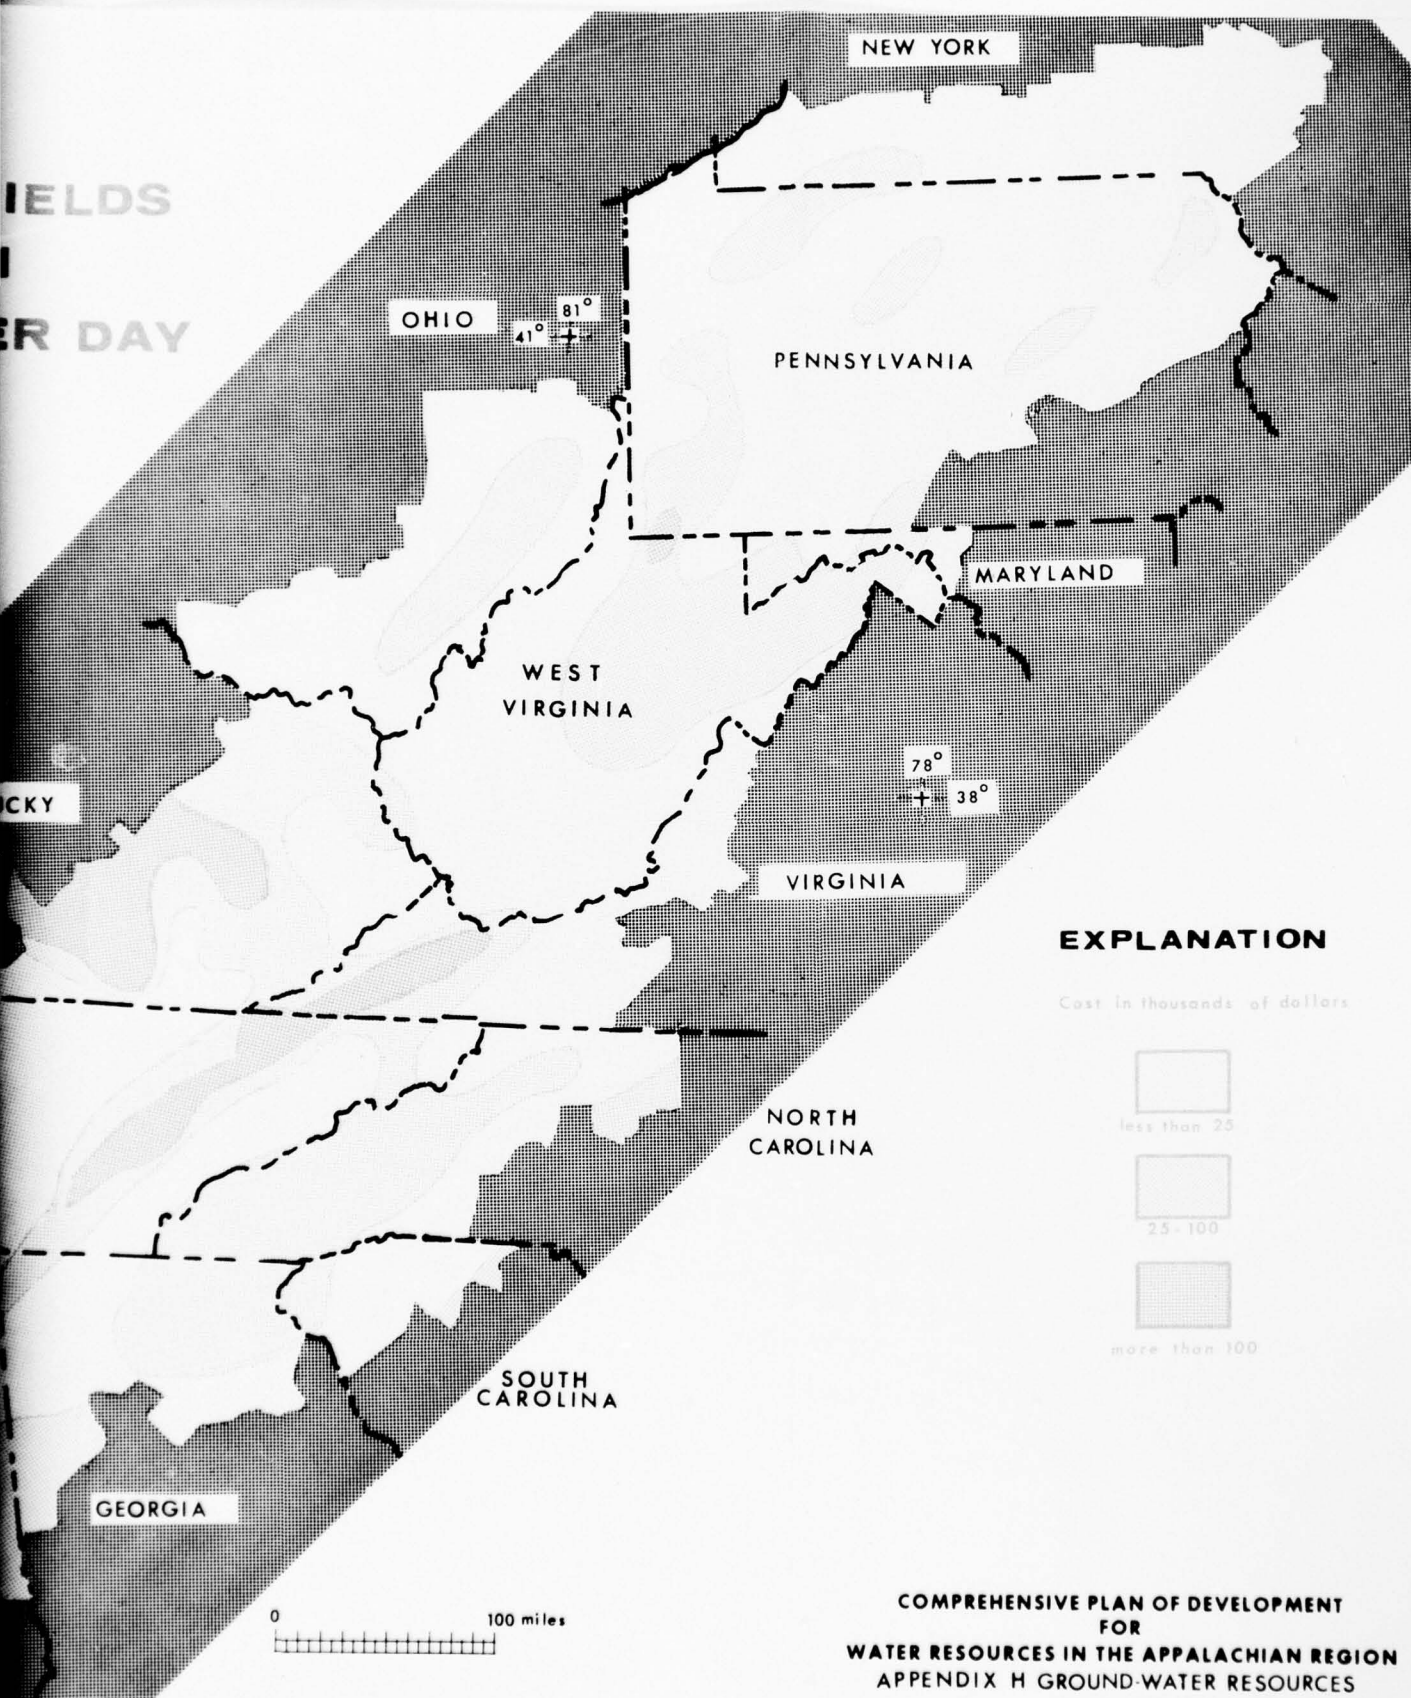 NEW YORK
IELDS
ER DAY
OHIO
81°
41°
PENNSYLVANIA
MARYLAND
WEST
VIRGINIA
78°
38°
CKY
VIRGINIA
EXPLANATION
Cost in thousands of dollars
less than 25
25-100
more than 100
NORTH
CAROLINA
SOUTH
CAROLINA
GEORGIA
0 100 miles
COMPREHENSIVE PLAN OF DEVELOPMENT
FOR
WATER RESOURCES IN THE APPALACHIAN REGION
APPENDIX H GROUND-WATER RESOURCES